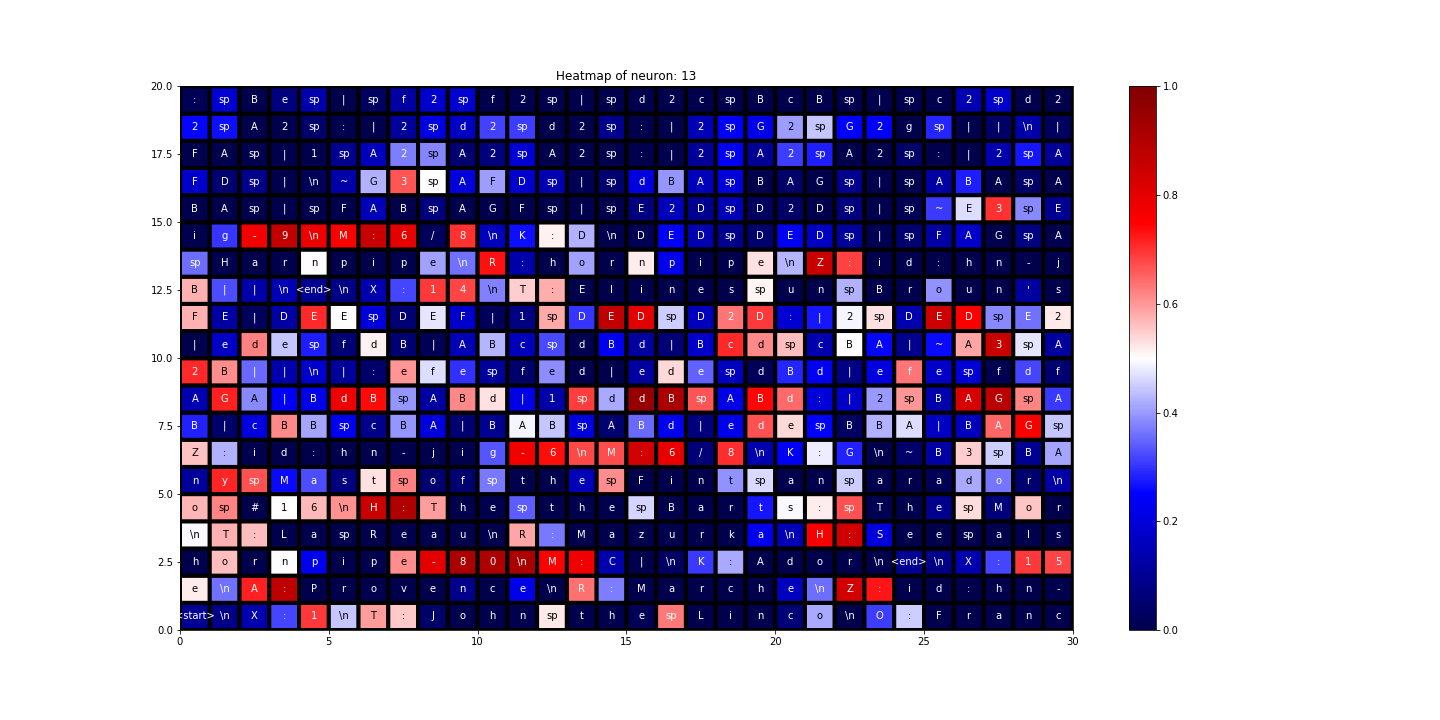 Heatmap of neuron: 13
20.0 : sp B e sp | sp f 2 sp f 2 sp | sp d 2 c sp B c B sp | sp c 2 sp d 2 1.0
2 sp A 2 sp : | 2 sp d 2 sp d 2 sp : | 2 sp G 2 sp G 2 g sp | | \n |
17.5 F A sp | 1 sp A 2 sp A 2 sp A 2 sp : | 2 sp A 2 sp A 2 sp : | 2 sp A
F D sp | \n ~ G 3 sp A F D sp | sp d B A sp B A G sp | sp A B A sp A
B A sp | sp F A B sp A G F sp | sp E 2 D sp D 2 D sp | sp ~ E 3 sp E 0.8
15.0 i g - 9 \n M : 6 / 8 \n K : D \n D E D sp D E D sp | sp F A G sp A
sp H a r n p i p e \n R : h o r n p i p e \n Z : i d : h n - j
12.5 B | | \n <end> \n X : 1 4 \n T : E l i n e s sp u n sp B r o u n ' s
F E | D E E sp D E F | 1 sp D E D sp D 2 D : | 2 sp D E D sp E 2 0.6
| e d e sp f d B | A B c sp d B d | B c d sp c B A | ~ A 3 sp A
10.0 2 B | | \n | : e f e sp f e d | e d e sp d B d | e f e sp f d f
A G A | B d B sp A B d | 1 sp d d B sp A B d : | 2 sp B A G sp A 0.4
7.5 B | c B B sp c B A | B A B sp A B d | e d e sp B B A | B A G sp
Z : i d : h n - j i g - 6 \n M : 6 / 8 \n K : G \n ~ B 3 sp B A
5.0 n y sp M a s t sp o f sp t h e sp F i n t sp a n sp a r a d o r \n
o sp # 1 6 \n H : T h e sp t h e sp B a r t s : sp T h e sp M o r 0.2
\n T : L a sp R e a u \n R : M a z u r k a \n H : S e e sp a l s
2.5 h o r n p i p e - 8 0 \n M : C | \n K : A d o r \n <end> \n X : 1 5
e \n A : P r o v e n c e \n R : M a r c h e \n Z : i d : h n -
<start> \n X : 1 \n T : J o h n sp t h e sp L i n c o \n O : F r a n c
0.0 0.0
0 5 10 15 20 25 30